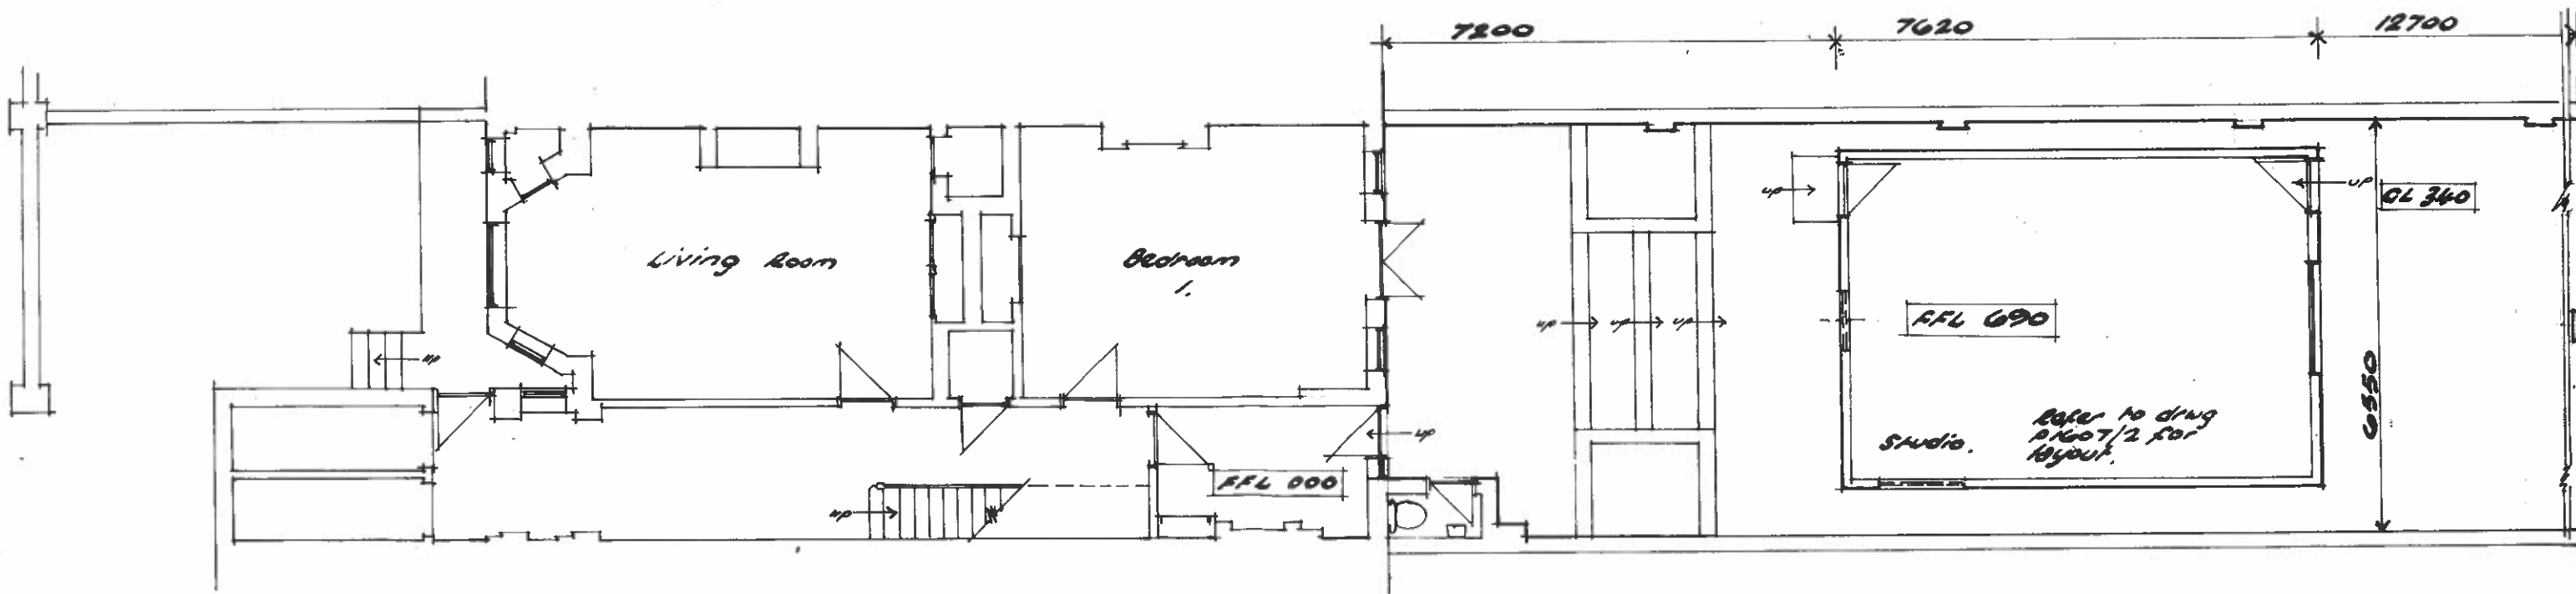 7200
7620
12700
up
GL 340
up
Living Room
Bedroom
1.
up
up
up
FFL 690
up
6550
up
Studio.
Refer to drwg
P1607/2 for
layout.
FFL 000
up